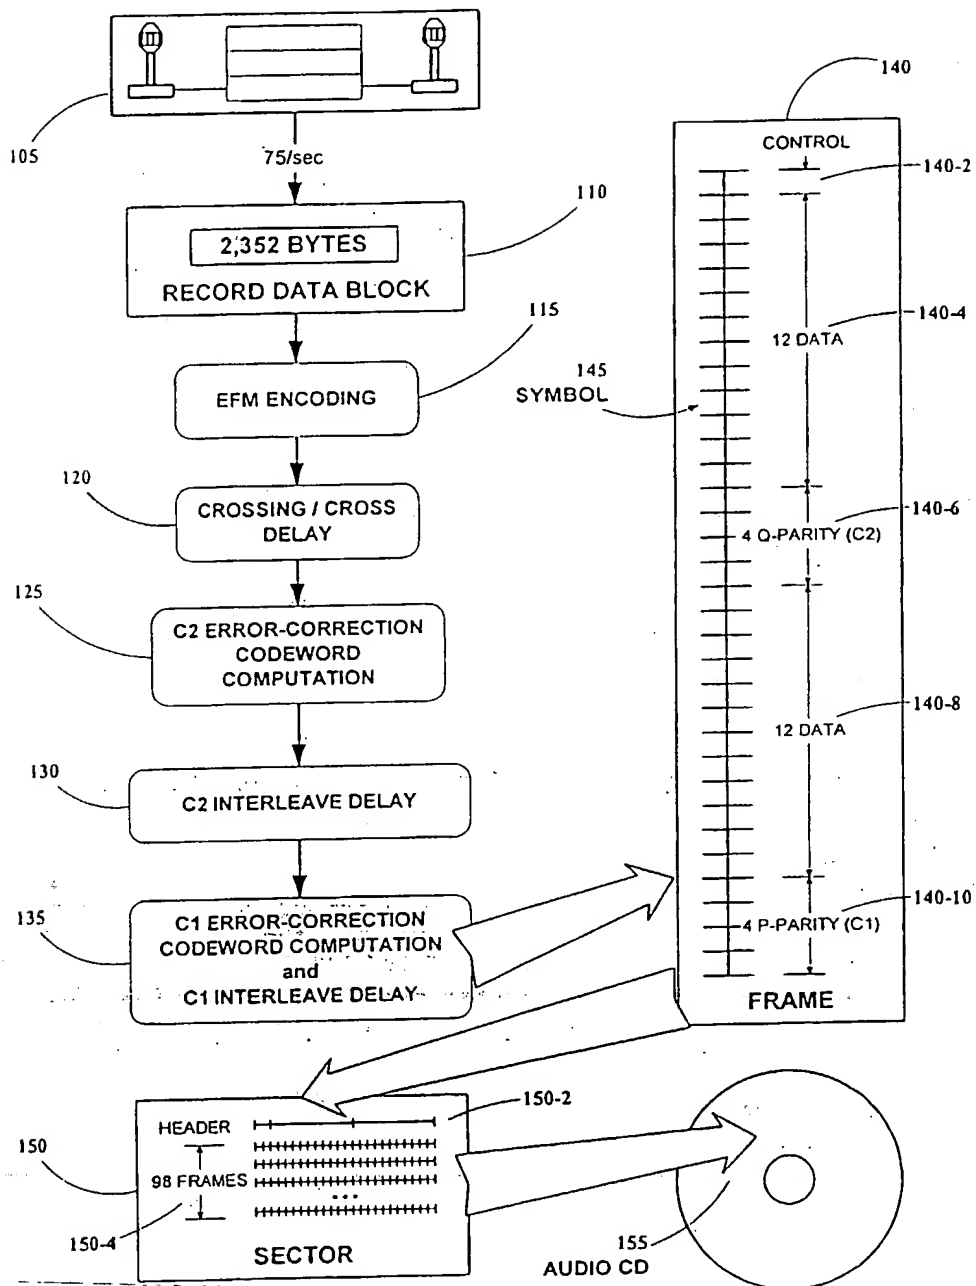 105
75/sec
110
2,352 BYTES
RECORD DATA BLOCK
115
EFM ENCODING
120
CROSSING / CROSS
DELAY
125
C2 ERROR-CORRECTION
CODEWORD
COMPUTATION
130
C2 INTERLEAVE DELAY
135
C1 ERROR-CORRECTION
CODEWORD COMPUTATION
and
C1 INTERLEAVE DELAY
140
CONTROL
140-2
140-4
12 DATA
145
SYMBOL
140-6
4 Q-PARITY (C2)
140-8
12 DATA
140-10
4 P-PARITY (C1)
FRAME
150-2
HEADER
150
98 FRAMES
...
150-4
SECTOR
155
AUDIO CD